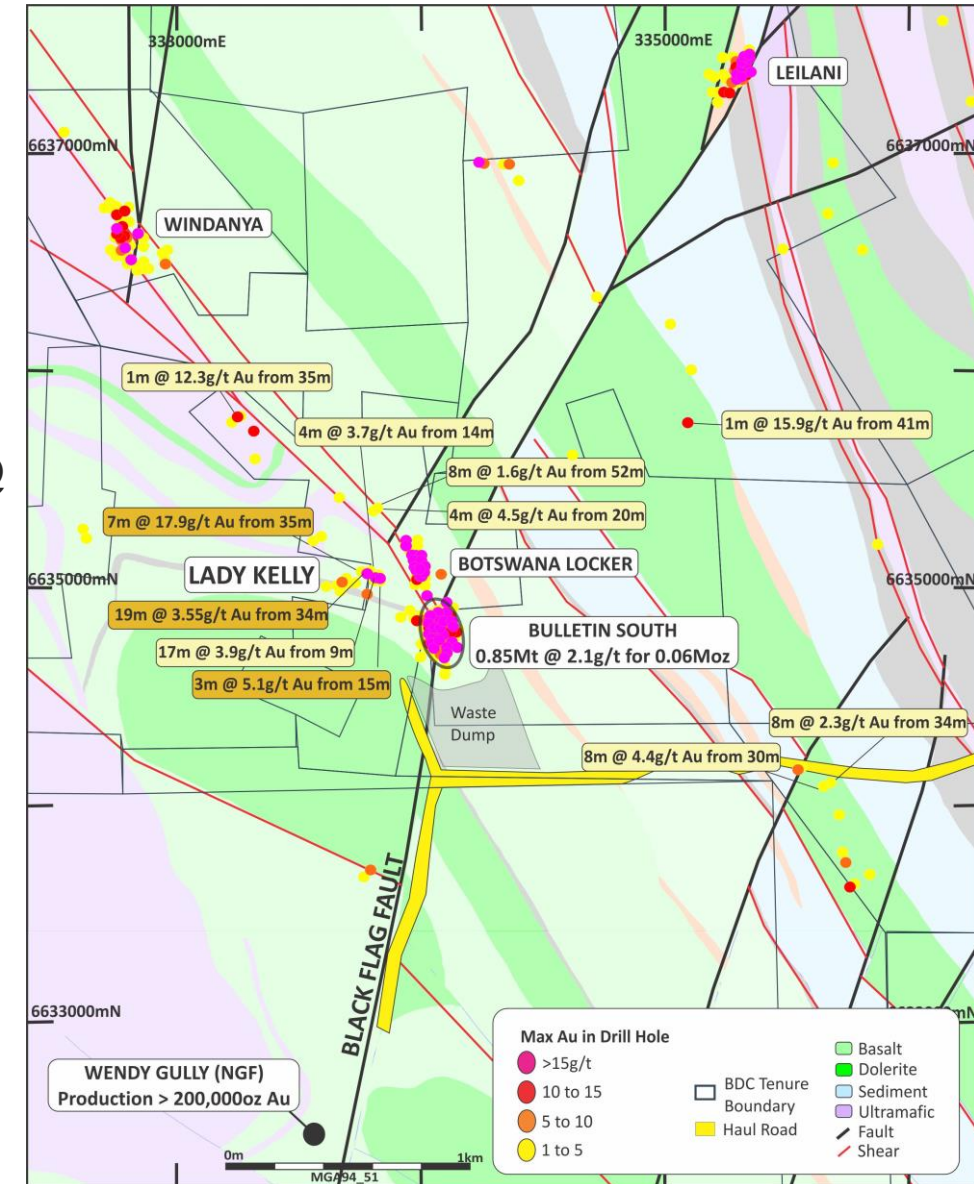 333000mE
335000mE
LEILANI
6637000mN
6637000mN
WINDANYA
1m @ 12.3g/t Au from 35m
4m @ 3.7g/t Au from 14m
1m @ 15.9g/t Au from 41m
8m @ 1.6g/t Au from 52m
7m @ 17.9g/t Au from 35m
4m @ 4.5g/t Au from 20m
LADY KELLY
BOTSWANA LOCKER
6635000mN
6635000mN
19m @ 3.55g/t Au from 34m
BULLETIN SOUTH
0.85Mt @ 2.1g/t for 0.06Moz
17m @ 3.9g/t Au from 9m
3m @ 5.1g/t Au from 15m
Waste
Dump
8m @ 2.3g/t Au from 34m
8m @ 4.4g/t Au from 30m
BLACK FLAG FAULT
6633000mN
Max Au in Drill Hole
>15g/t
10 to 15
5 to 10
1 to 5
BDC Tenure
Boundary
Haul Road
Basalt
Dolerite
Sediment
Ultramafic
Fault
Shear
WENDY GULLY (NGF)
Production > 200,000oz Au
0m
1km
MGA94_51